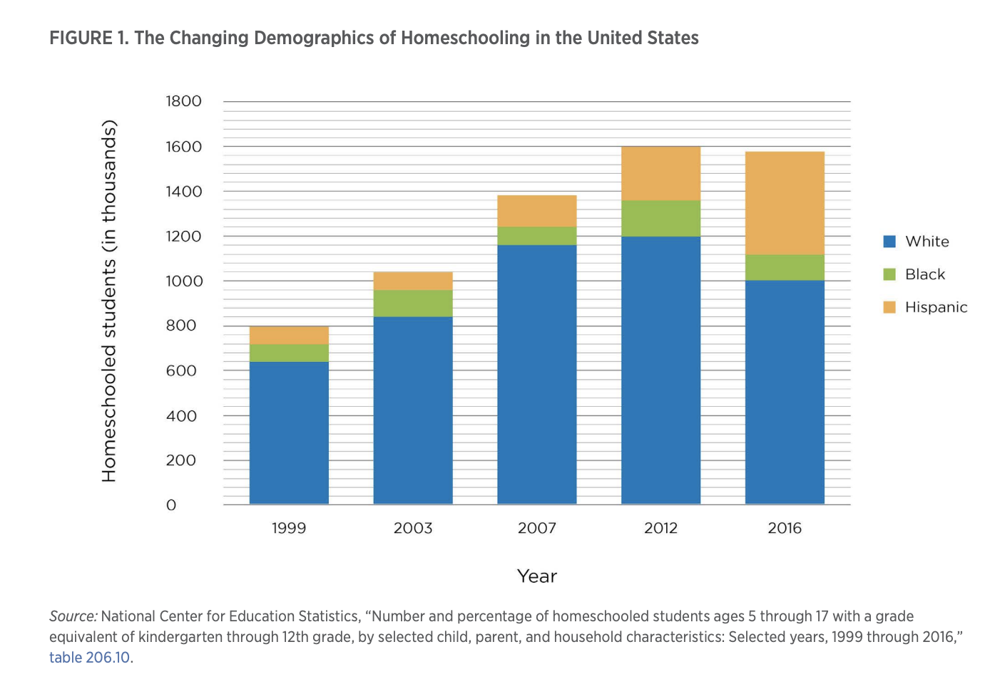 FIGURE 1. The Changing Demographics of Homeschooling in the United States
1800
1600
1400
1200
1000
800
600
400
200
0
Homeschooled students (in thousands)
1999 2003 2007 2012 2016
Year
White
Black
Hispanic
Source: National Center for Education Statistics, “Number and percentage of homeschooled students ages 5 through 17 with a grade
equivalent of kindergarten through 12th grade, by selected child, parent, and household characteristics: Selected years, 1999 through 2016,”
table 206.10.